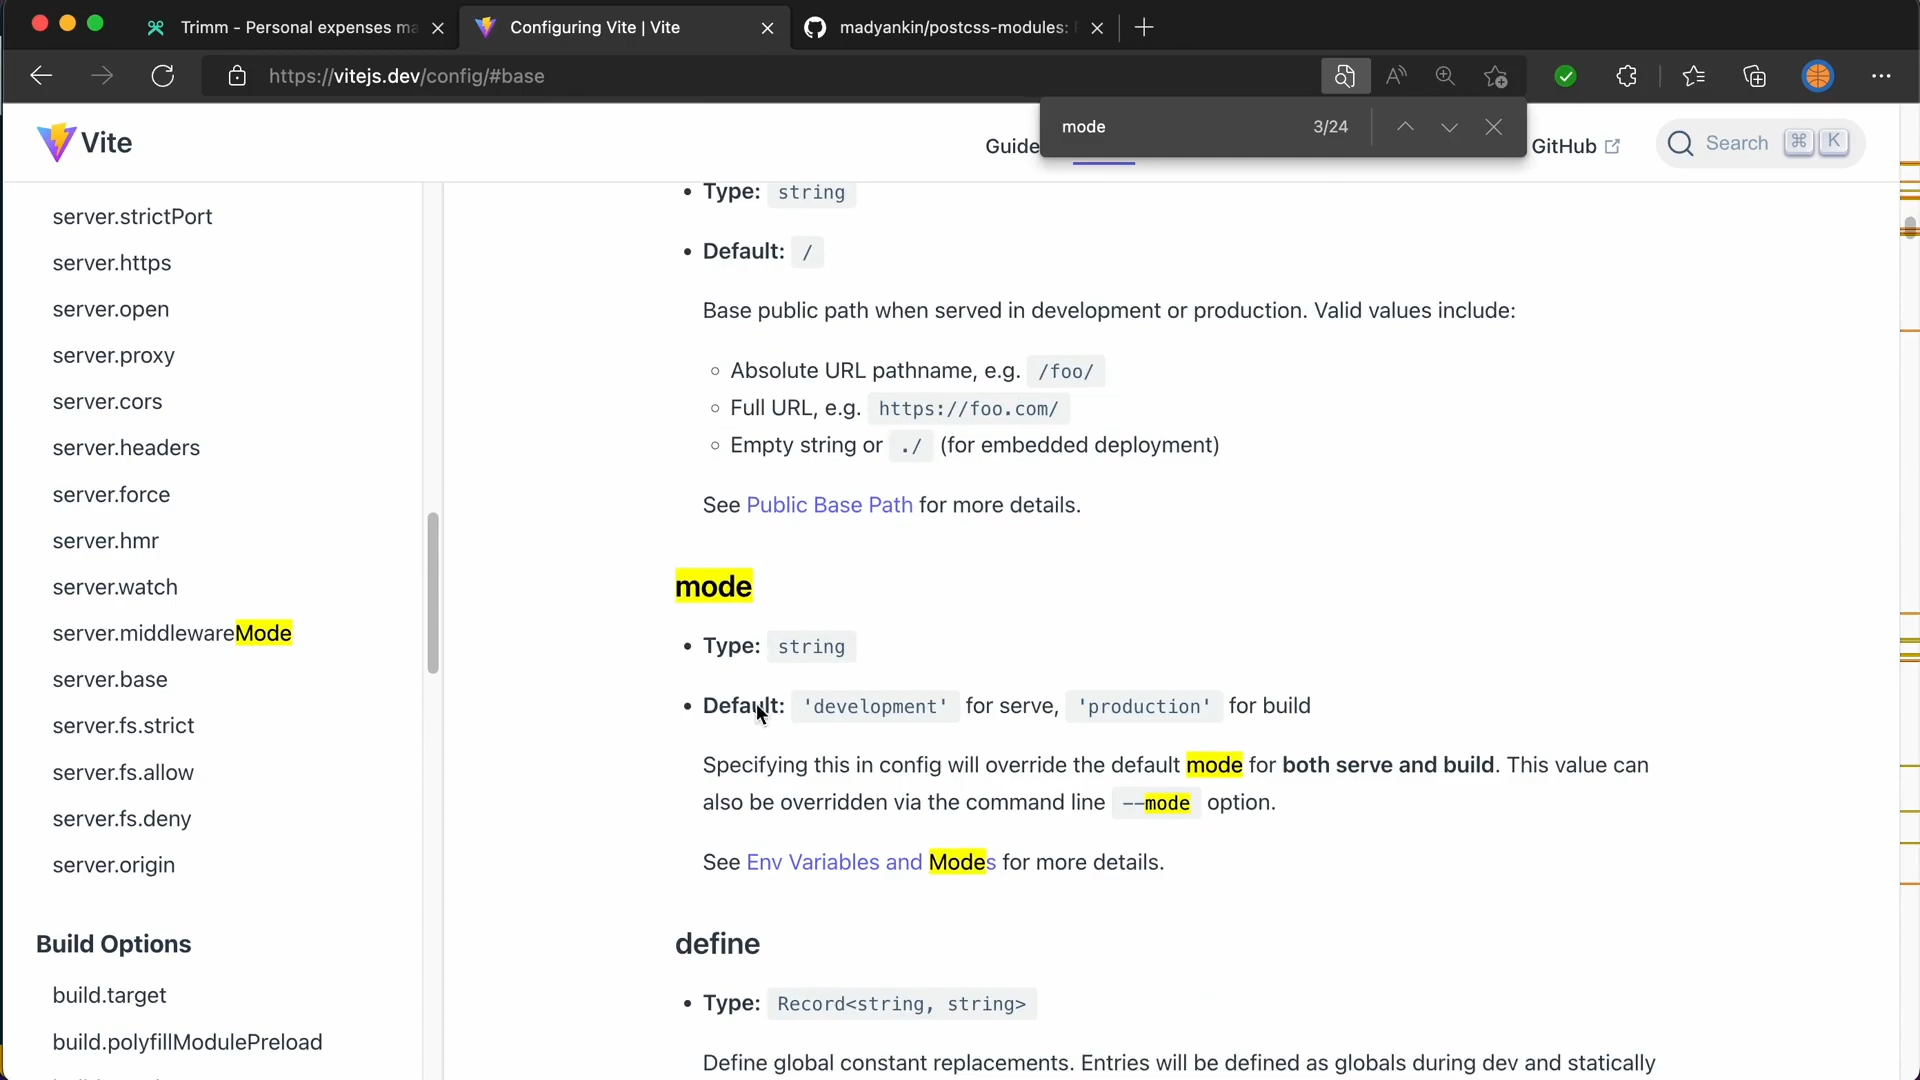 Trimm - Personal expenses ma
Configuring Vite | Vite
madyankin/postcss-modules:
https://vitejs.dev/config/#base
mode
3/24
Vite
Guide
GitHub
Search
⌘ K
server.strictPort
server.https
server.open
server.proxy
server.cors
server.headers
server.force
server.hmr
server.watch
server.middlewareMode
server.base
server.fs.strict
server.fs.allow
server.fs.deny
server.origin
Build Options
build.target
build.polyfillModulePreload
• Type: string
• Default: /
Base public path when served in development or production. Valid values include:
◦ Absolute URL pathname, e.g. /foo/
◦ Full URL, e.g. https://foo.com/
◦ Empty string or ./ (for embedded deployment)
See Public Base Path for more details.
mode
• Type: string
• Default: 'development' for serve, 'production' for build
Specifying this in config will override the default mode for both serve and build. This value can
also be overridden via the command line --mode option.
See Env Variables and Modes for more details.
define
• Type: Record<string, string>
Define global constant replacements. Entries will be defined as globals during dev and statically